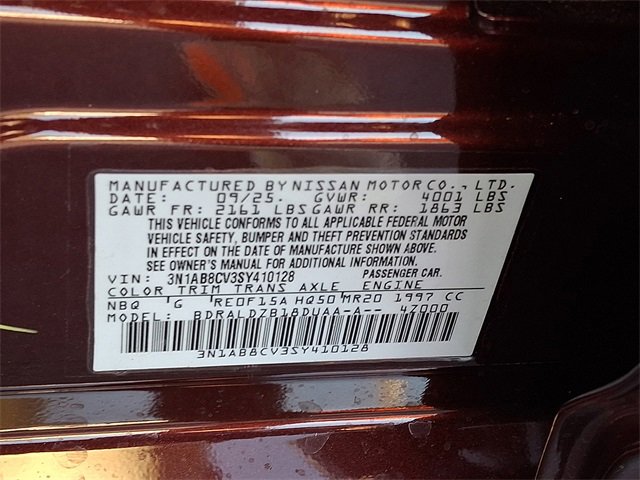 MANUFACTURED BY NISSAN MOTOR CO., LTD.
DATE: 09/25. GVWR: 4001 LBS
GAWR FR: 2161 LBS GAWR RR: 1863 LBS
THIS VEHICLE CONFORMS TO ALL APPLICABLE FEDERAL MOTOR
VEHICLE SAFETY, BUMPER AND THEFT PREVENTION STANDARDS
IN EFFECT ON THE DATE OF MANUFACTURE SHOWN ABOVE.
SEE OWNER'S MANUAL FOR ADDITIONAL INFORMATION.
VIN: 3N1AB8CV3SY410128 PASSENGER CAR.
COLOR TRIM TRANS AXLE ENGINE
NBQ 'G 'RE0F15A HQ50 MR20 1997 CC
MODEL: BDRALDZB18DUAA-A-- 47000
3N1AB8CV3SY410128